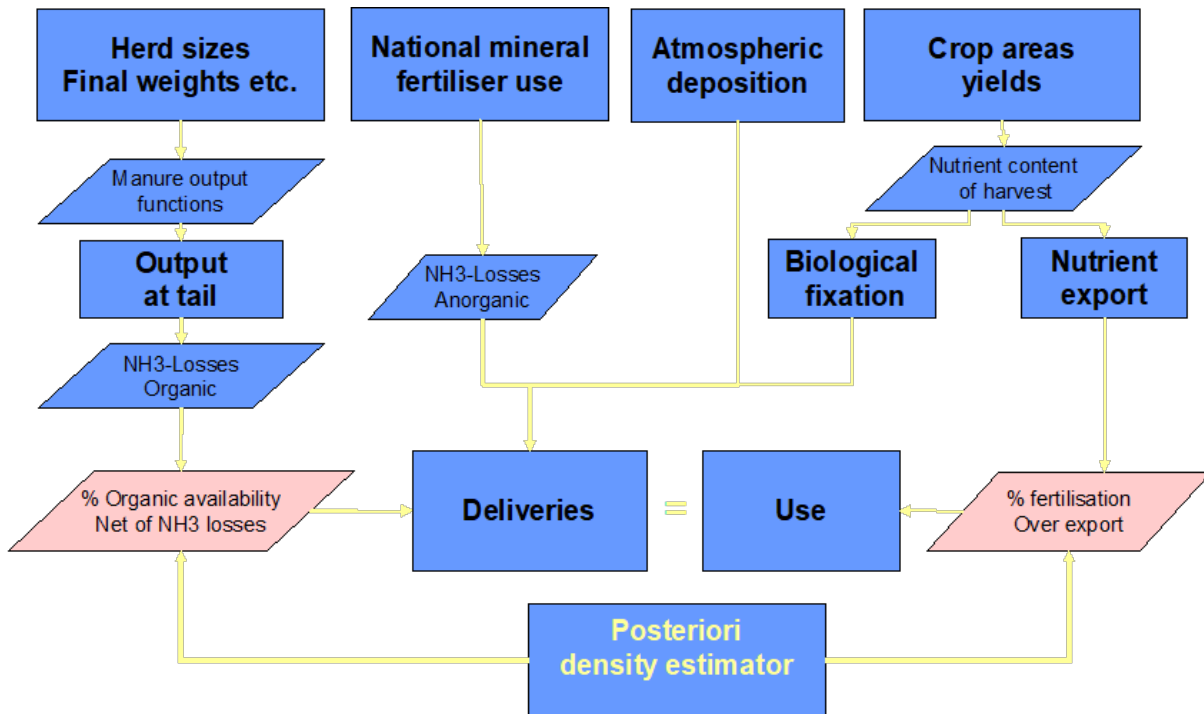 Herd sizes
Final weights etc.
National mineral
fertiliser use
Atmospheric
deposition
Crop areas
yields
Manure output
functions
Nutrient content
of harvest
Output
at tail
NH3-Losses
Anorganic
Biological
fixation
Nutrient
export
NH3-Losses
Organic
% Organic availability
Net of NH3 losses
Deliveries
=
Use
% fertilisation
Over export
Posteriori
density estimator